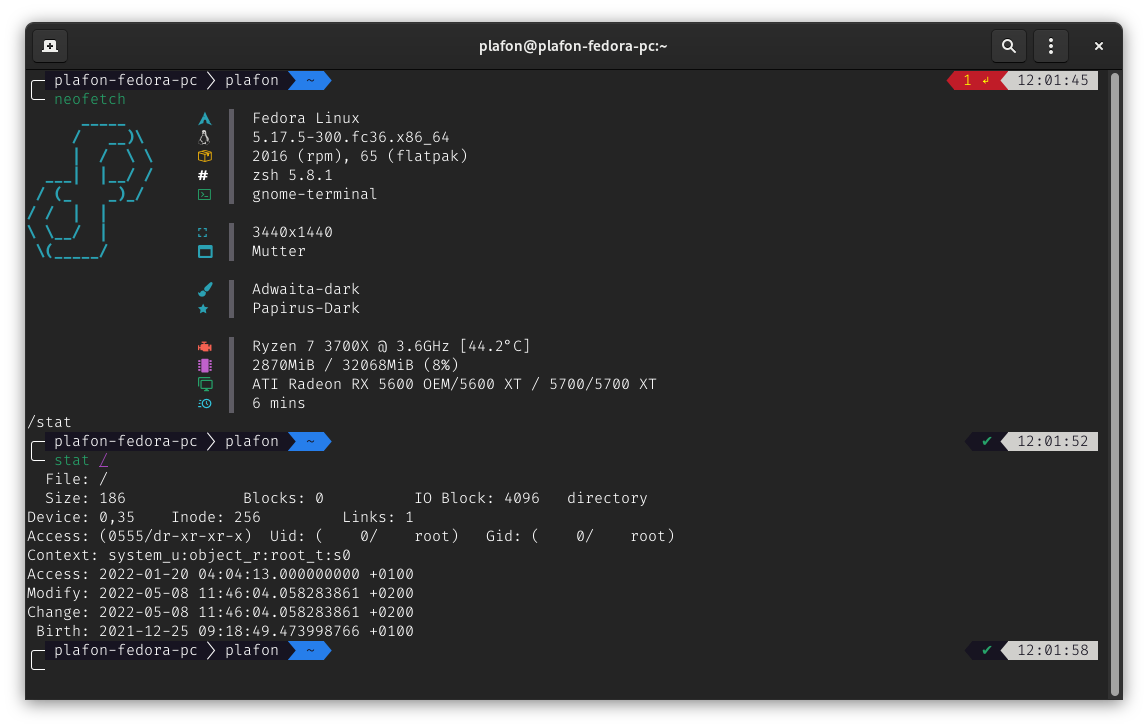 plafon@plafon-fedora-pc:~
plafon-fedora-pc plafon ~ 1 12:01:45
neofetch
Fedora Linux
5.17.5-300.fc36.x86_64
2016 (rpm), 65 (flatpak)
# zsh 5.8.1
gnome-terminal
3440x1440
Mutter
Adwaita-dark
Papirus-Dark
Ryzen 7 3700X @ 3.6GHz [44.2°C]
2870MiB / 32068MiB (8%)
ATI Radeon RX 5600 OEM/5600 XT / 5700/5700 XT
6 mins
/stat
plafon-fedora-pc plafon ~ ✔ 12:01:52
stat /
File: /
Size: 186 Blocks: 0 IO Block: 4096 directory
Device: 0,35 Inode: 256 Links: 1
Access: (0555/dr-xr-xr-x) Uid: ( 0/ root) Gid: ( 0/ root)
Context: system_u:object_r:root_t:s0
Access: 2022-01-20 04:04:13.000000000 +0100
Modify: 2022-05-08 11:46:04.058283861 +0200
Change: 2022-05-08 11:46:04.058283861 +0200
Birth: 2021-12-25 09:18:49.473998766 +0100
plafon-fedora-pc plafon ~ ✔ 12:01:58